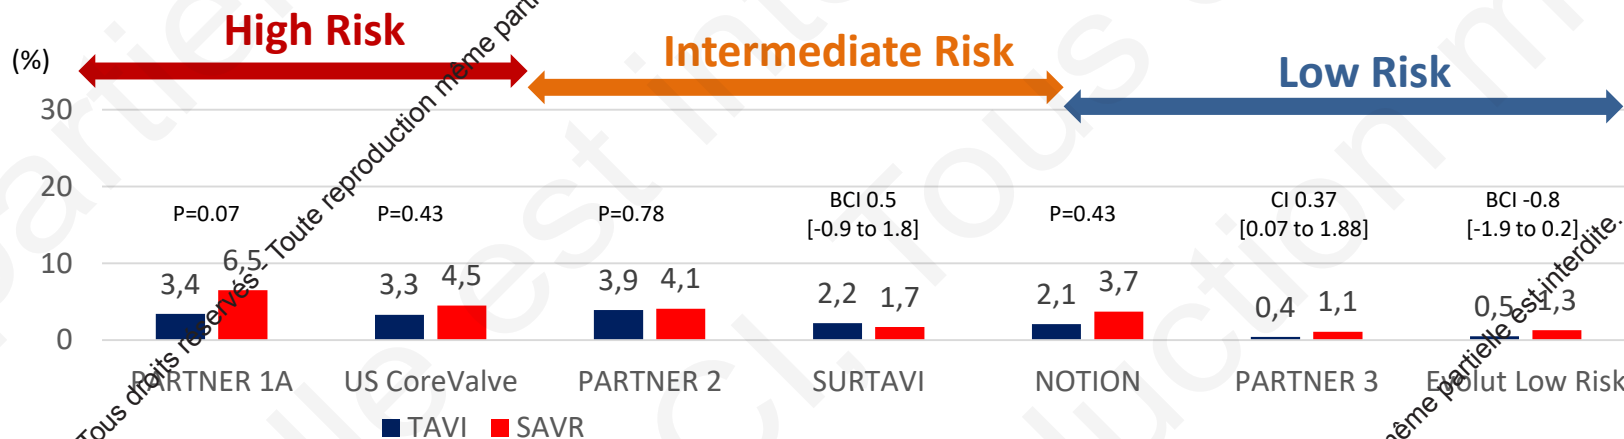 High Risk
Intermediate Risk
Low Risk
(%)
30
20
10
0
P=0.07
P=0.43
P=0.78
BCI 0.5
[-0.9 to 1.8]
P=0.43
CI 0.37
[0.07 to 1.88]
BCI -0.8
[-1.9 to 0.2]
3,4
6,5
3,3
4,5
3,9
4,1
2,2
1,7
2,1
3,7
0,4
1,1
0,5
1,3
PARTNER 1A
US CoreValve
PARTNER 2
SURTAVI
NOTION
PARTNER 3
Evolut Low Risk
TAVI
SAVR
Tous droits réservés - Toute reproduction même parti
même partielle est interdite.